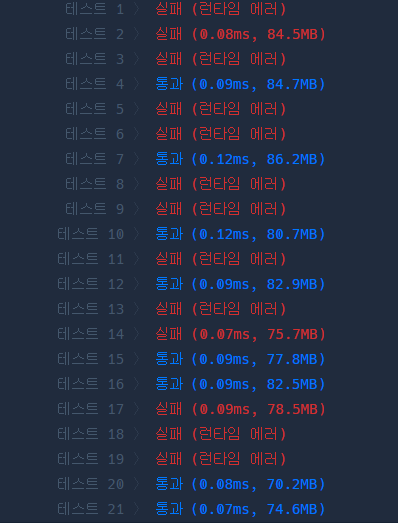 테스트 1 〉 실패 (런타임 에러)
테스트 2 〉 실패 (0.08ms, 84.5MB)
테스트 3 〉 실패 (런타임 에러)
테스트 4 〉 통과 (0.09ms, 84.7MB)
테스트 5 〉 실패 (런타임 에러)
테스트 6 〉 실패 (런타임 에러)
테스트 7 〉 통과 (0.12ms, 86.2MB)
테스트 8 〉 실패 (런타임 에러)
테스트 9 〉 실패 (런타임 에러)
테스트 10 〉 통과 (0.12ms, 80.7MB)
테스트 11 〉 실패 (런타임 에러)
테스트 12 〉 통과 (0.09ms, 82.9MB)
테스트 13 〉 실패 (런타임 에러)
테스트 14 〉 실패 (0.07ms, 75.7MB)
테스트 15 〉 통과 (0.09ms, 77.8MB)
테스트 16 〉 통과 (0.09ms, 82.5MB)
테스트 17 〉 실패 (0.09ms, 78.5MB)
테스트 18 〉 실패 (런타임 에러)
테스트 19 〉 실패 (런타임 에러)
테스트 20 〉 통과 (0.08ms, 70.2MB)
테스트 21 〉 통과 (0.07ms, 74.6MB)